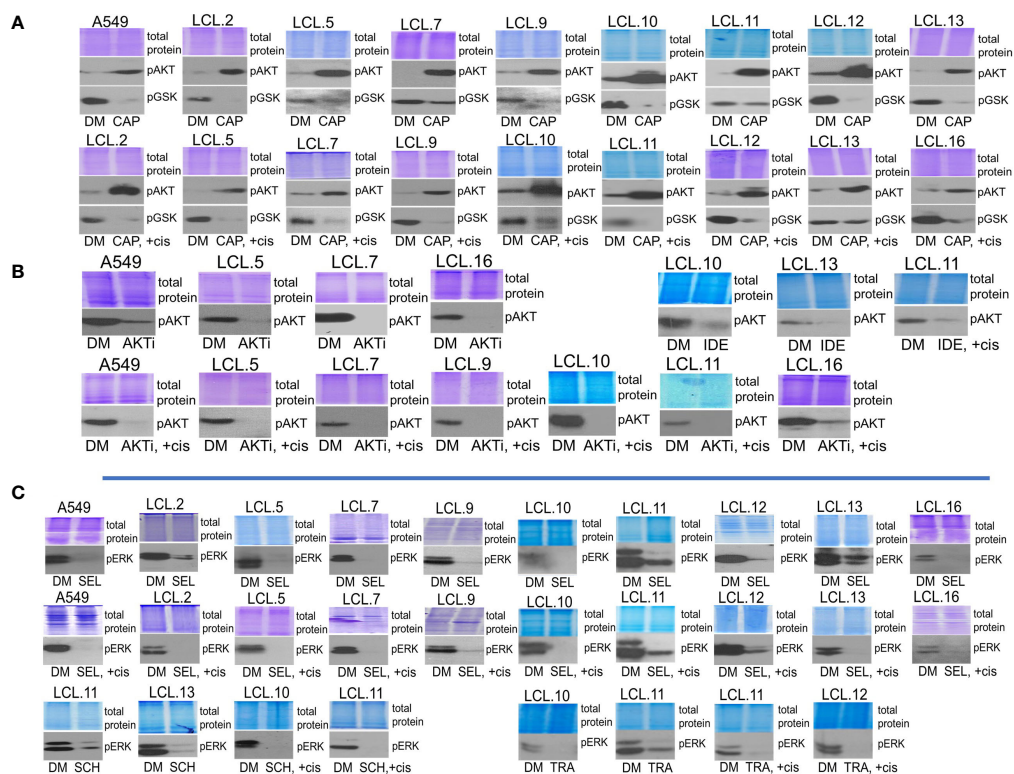 A
A549 LCL.2 LCL.5 LCL.7 LCL.9 LCL.10 LCL.11 LCL.12 LCL.13
total total total total total total total total total
protein protein protein protein protein protein protein protein protein
pAKT pAKT pAKT pAKT pAKT pAKT pAKT pAKT pAKT
pGSK pGSK pGSK pGSK pGSK pGSK pGSK pGSK pGSK
DM CAP DM CAP DM CAP DM CAP DM CAP DM CAP DM CAP DM CAP DM CAP
LCL.2 LCL.5 LCL.7 LCL.9 LCL.10 LCL.11 LCL.12 LCL.13 LCL.16
total total total total total total total total total
protein protein protein protein protein protein protein protein protein
pAKT pAKT pAKT pAKT pAKT pAKT pAKT pAKT pAKT
pGSK pGSK pGSK pGSK pGSK pGSK pGSK pGSK pGSK
DM CAP, +cis DM CAP, +cis DM CAP, +cis DM CAP, +cis DM CAP, +cis DM CAP, +cis DM CAP, +cis DM CAP, +cis DM CAP, +cis
B
A549 LCL.5 LCL.7 LCL.16 LCL.10 LCL.13 LCL.11
total total total total total total total
protein protein protein protein protein protein protein
pAKT pAKT pAKT pAKT pAKT pAKT pAKT
DM AKTi DM AKTi DM AKTi DM AKTi DM IDE DM IDE DM IDE, +cis
A549 LCL.5 LCL.7 LCL.9 LCL.10 LCL.11 LCL.16
total total total total total total total
protein protein protein protein protein protein protein
pAKT pAKT pAKT pAKT pAKT pAKT pAKT
DM AKTi, +cis DM AKTi, +cis DM AKTi, +cis DM AKTi, +cis DM AKTi, +cis DM AKTi, +cis DM AKTi, +cis
C
A549 LCL.2 LCL.5 LCL.7 LCL.9 LCL.10 LCL.11 LCL.12 LCL.13 LCL.16
total total total total total total total total total total
protein protein protein protein protein protein protein protein protein protein
pERK pERK pERK pERK pERK pERK pERK pERK pERK pERK
DM SEL DM SEL DM SEL DM SEL DM SEL DM SEL DM SEL DM SEL DM SEL DM SEL
A549 LCL.2 LCL.5 LCL.7 LCL.9 LCL.10 LCL.11 LCL.12 LCL.13 LCL.16
total total total total total total total total total total
protein protein protein protein protein protein protein protein protein protein
pERK pERK pERK pERK pERK pERK pERK pERK pERK pERK
DM SEL, +cis DM SEL, +cis DM SEL, +cis DM SEL, +cis DM SEL, +cis DM SEL, +cis DM SEL, +cis DM SEL, +cis DM SEL, +cis DM SEL, +cis
LCL.11 LCL.13 LCL.10 LCL.11 LCL.10 LCL.11 LCL.11 LCL.12
total total total total total total total total
protein protein protein protein protein protein protein protein
pERK pERK pERK pERK pERK pERK pERK pERK
DM SCH DM SCH DM SCH, +cis DM SCH,+cis DM TRA DM TRA DM TRA, +cis DM TRA, +cis